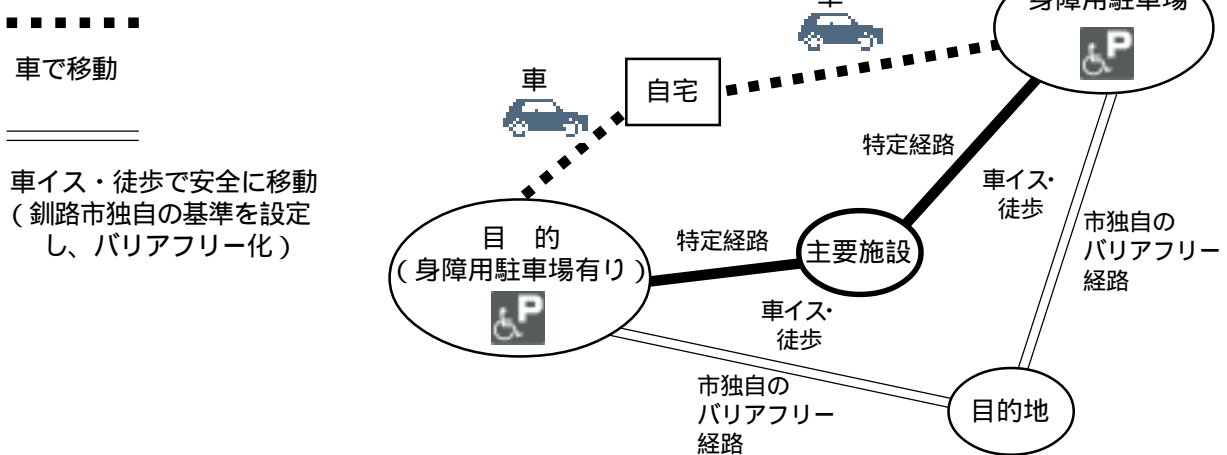 車で移動
車イス・徒歩で安全に移動
(釧路市独自の基準を設定
し、バリアフリー化)
車
身障用駐車場
P
車
自宅
特定経路
車イス・
徒歩
市独自の
バリアフリー
経路
目 的
(身障用駐車場有り)
P
特定経路
主要施設
車イス・
徒歩
市独自の
バリアフリー
経路
目的地